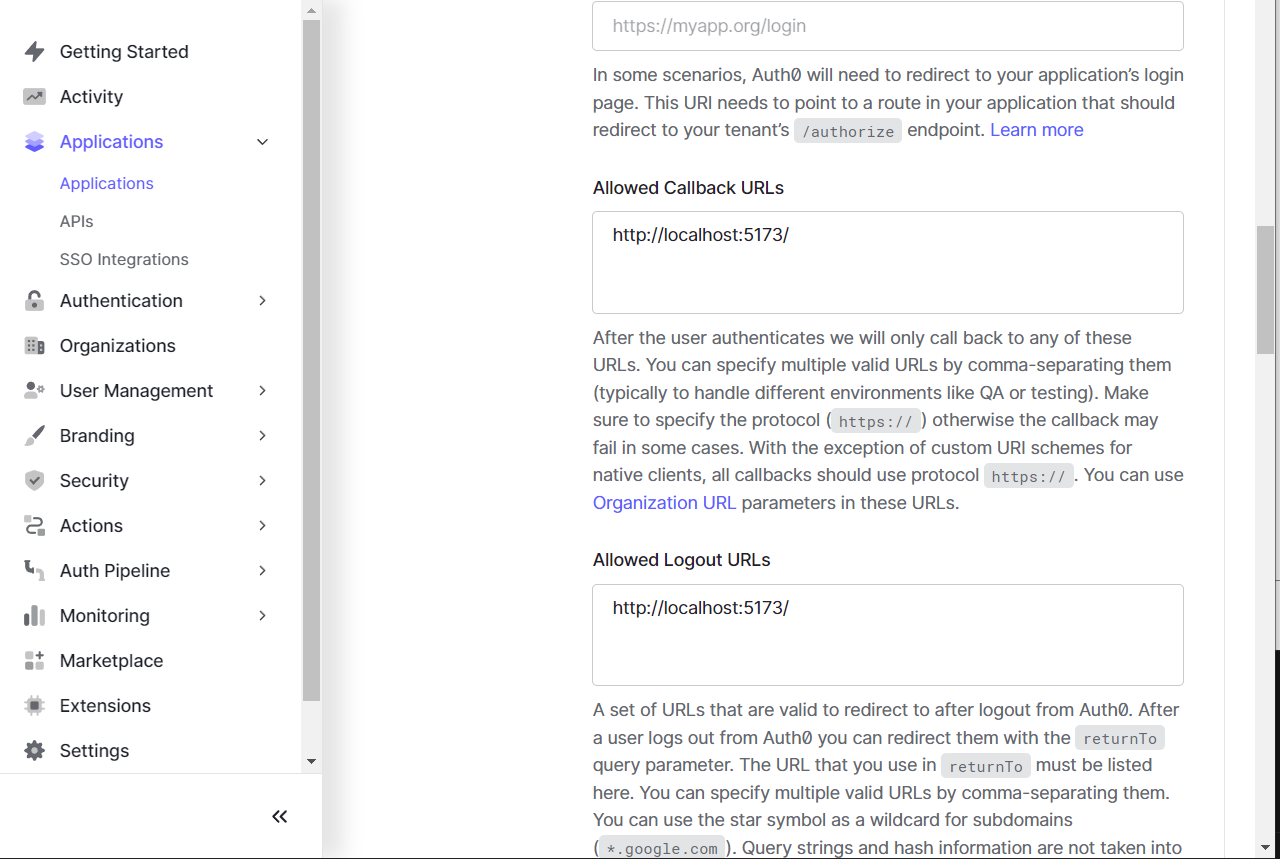 Getting Started
Activity
Applications
Applications
APIs
SSO Integrations
Authentication
Organizations
User Management
Branding
Security
Actions
Auth Pipeline
Monitoring
Marketplace
Extensions
Settings
https://myapp.org/login
In some scenarios, Auth0 will need to redirect to your application’s login
page. This URI needs to point to a route in your application that should
redirect to your tenant’s /authorize endpoint. Learn more
Allowed Callback URLs
http://localhost:5173/
After the user authenticates we will only call back to any of these
URLs. You can specify multiple valid URLs by comma-separating them
(typically to handle different environments like QA or testing). Make
sure to specify the protocol (https://) otherwise the callback may
fail in some cases. With the exception of custom URI schemes for
native clients, all callbacks should use protocol https://. You can use
Organization URL parameters in these URLs.
Allowed Logout URLs
http://localhost:5173/
A set of URLs that are valid to redirect to after logout from Auth0. After
a user logs out from Auth0 you can redirect them with the returnTo
query parameter. The URL that you use in returnTo must be listed
here. You can specify multiple valid URLs by comma-separating them.
You can use the star symbol as a wildcard for subdomains
(*.google.com). Query strings and hash information are not taken into